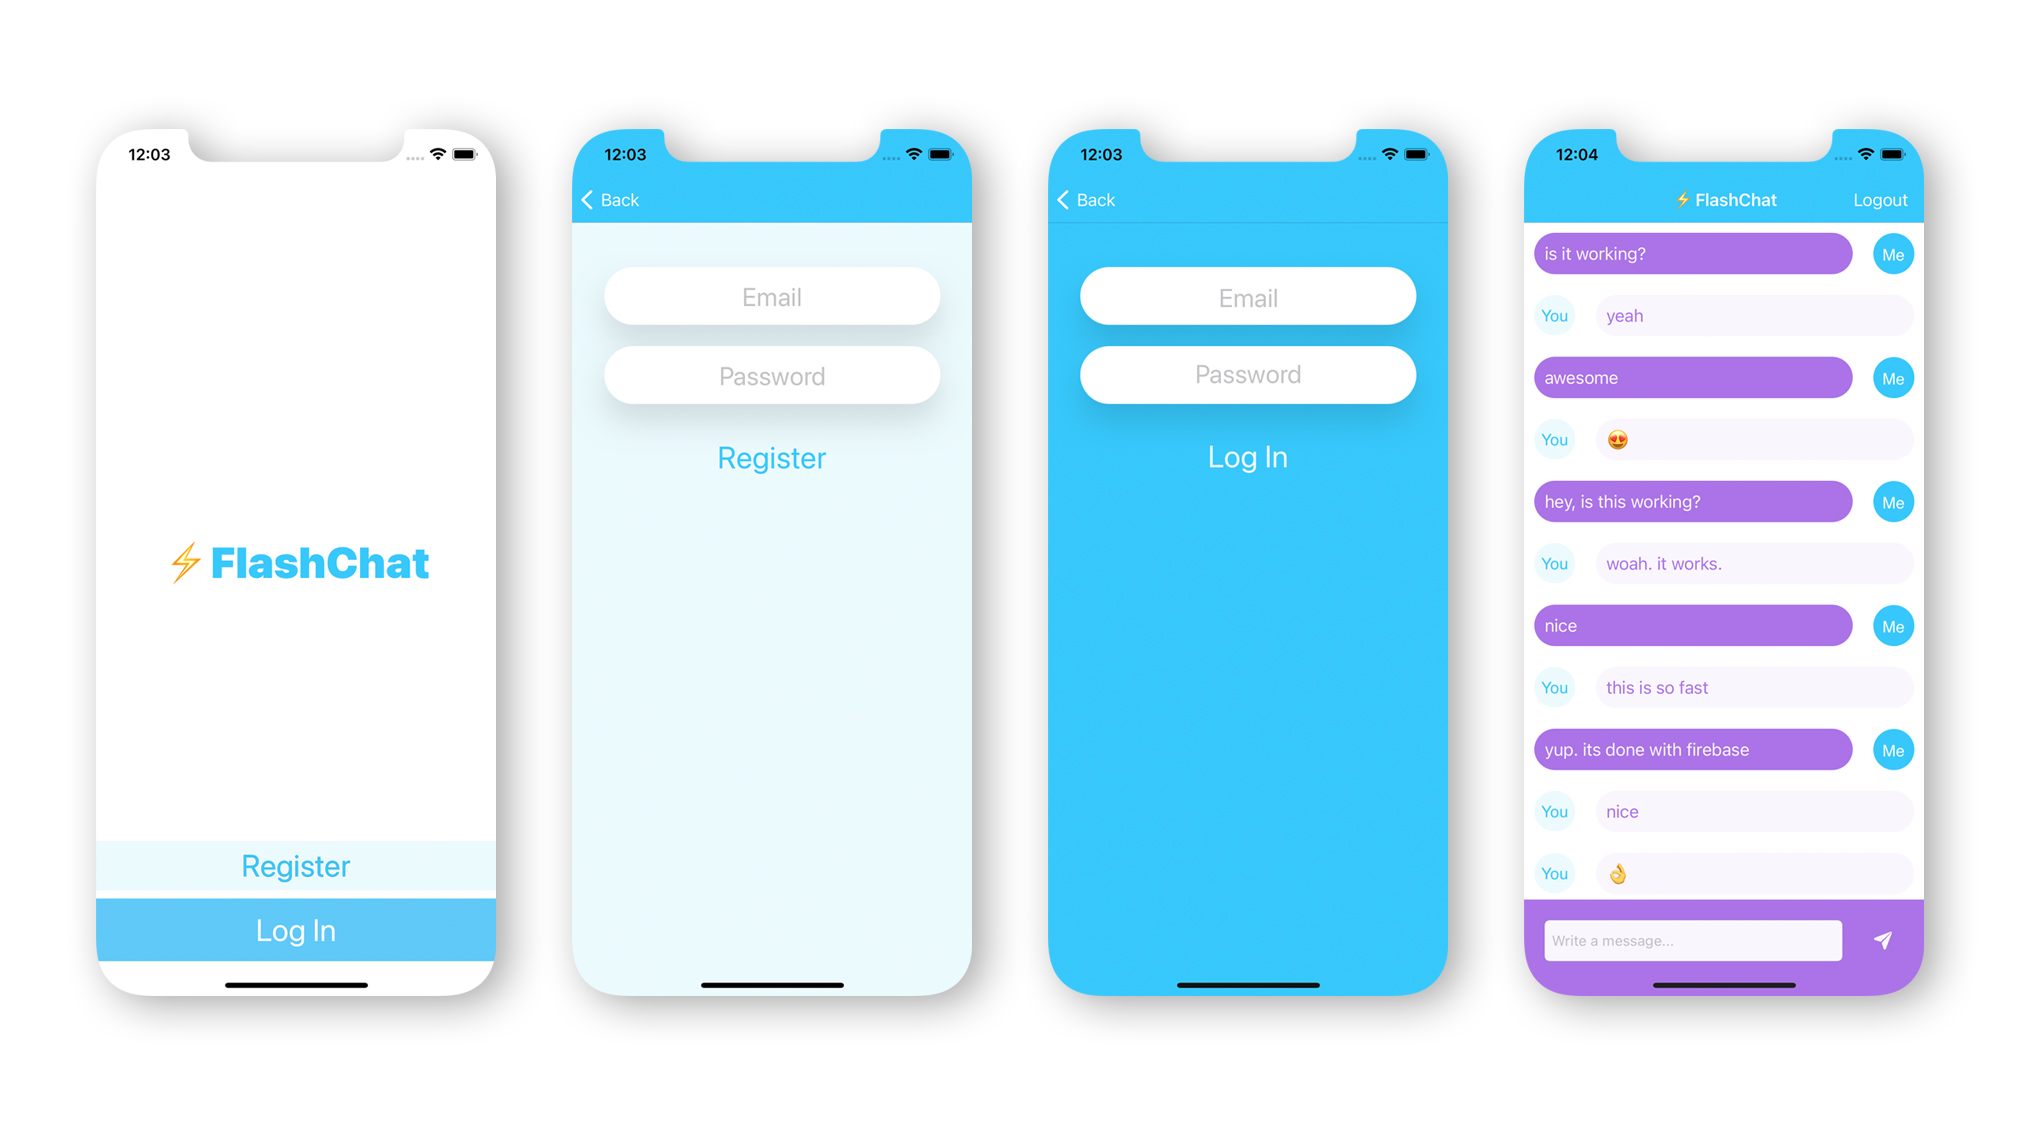 12:03
⚡FlashChat
Register
Log In
12:03
Back
Email
Password
Register
12:03
Back
Email
Password
Log In
12:04
⚡FlashChat Logout
is it working? Me
You yeah
awesome Me
You 😍
hey, is this working? Me
You woah. it works.
nice Me
You this is so fast
yup. its done with firebase Me
You nice
You 👌
Write a message...